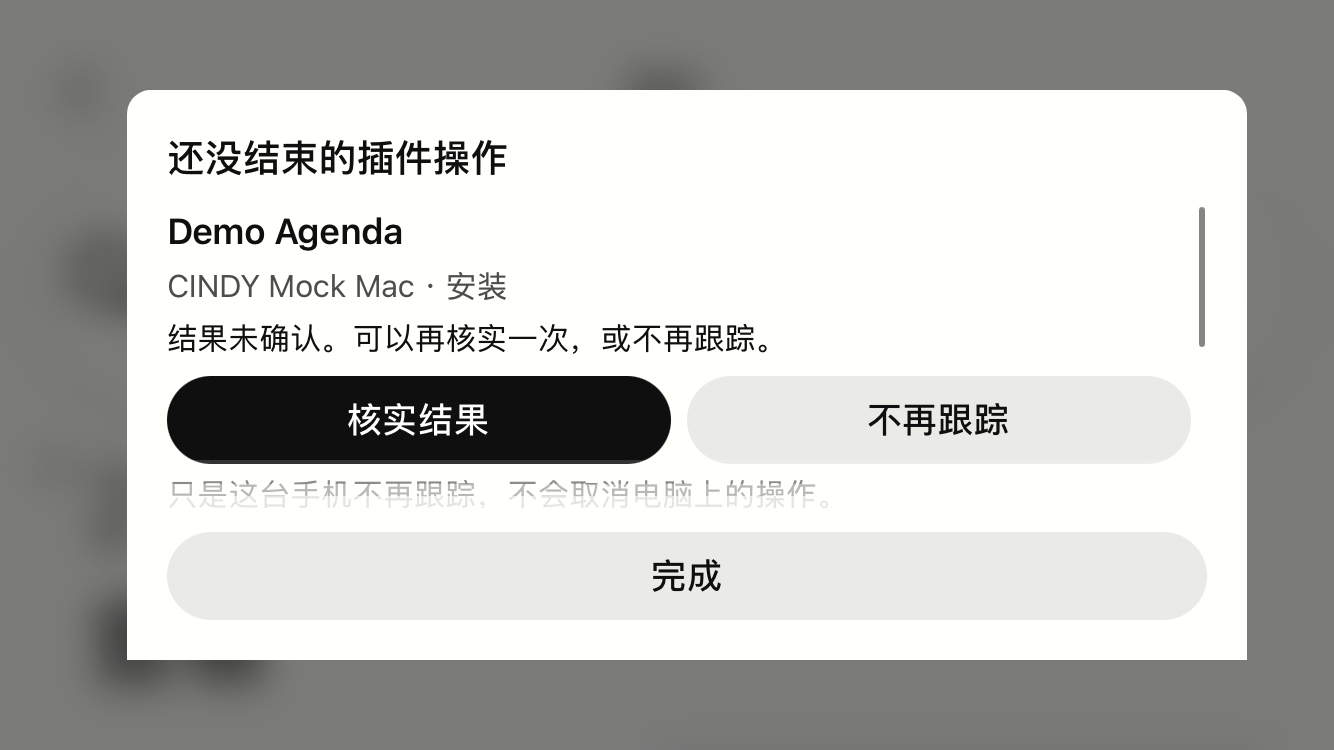 还没结束的插件操作
Demo Agenda
CINDY Mock Mac · 安装
结果未确认。可以再核实一次，或不再跟踪。
核实结果
不再跟踪
只是这台手机不再跟踪，不会取消电脑上的操作。
完成